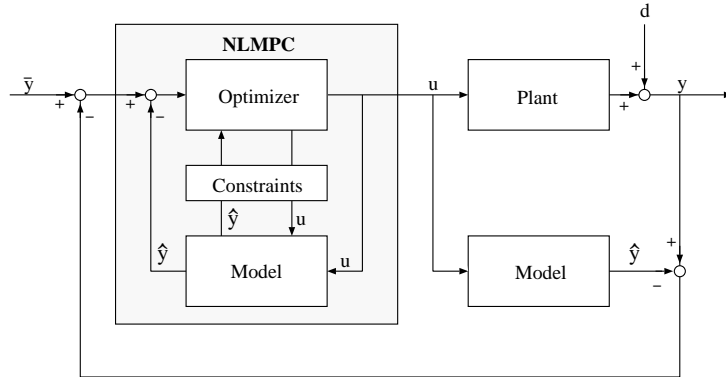 d
NLMPC
ȳ
+
−
+
−
Optimizer
u
Plant
+
+
y
Constraints
ŷ
u
ŷ
Model
u
Model
ŷ
+
−